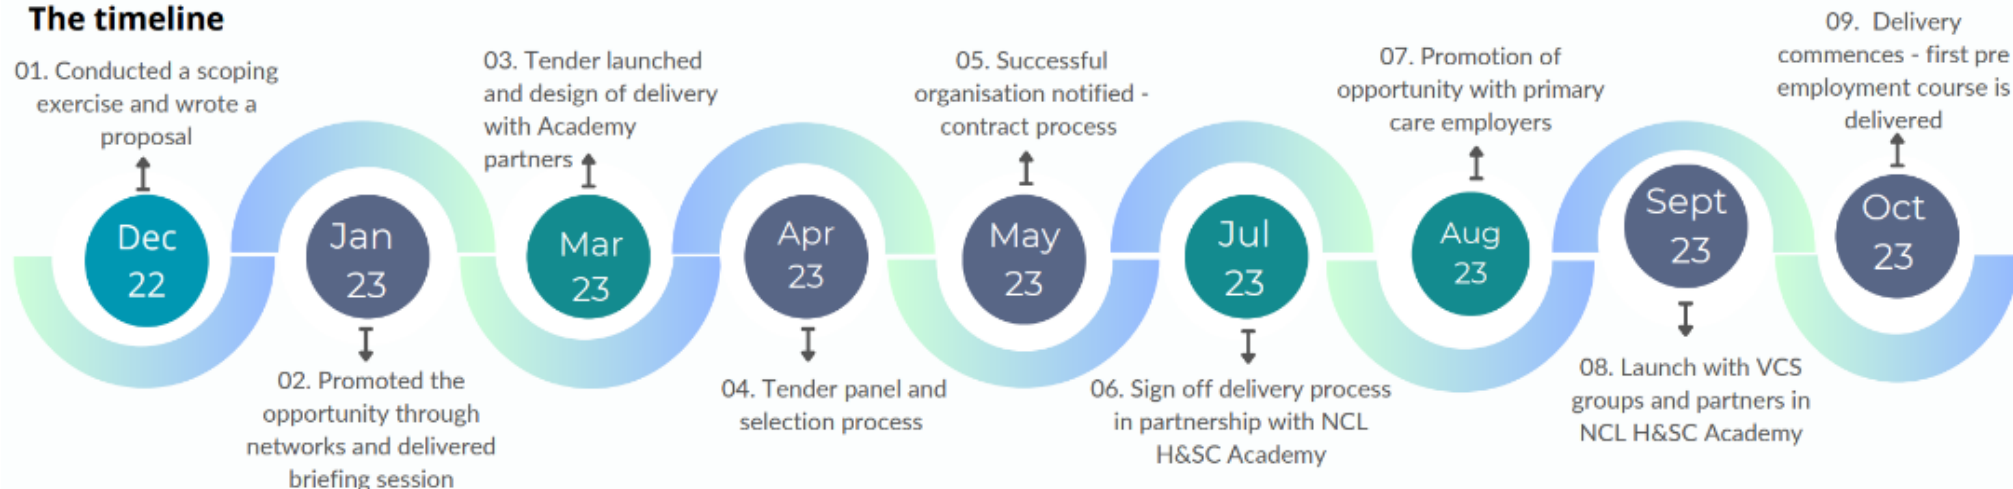 The timeline
01. Conducted a scoping
exercise and wrote a
proposal
Dec
22
Jan
23
02. Promoted the
opportunity through
networks and delivered
briefing session
03. Tender launched
and design of delivery
with Academy
partners
Mar
23
Apr
23
04. Tender panel and
selection process
05. Successful
organisation notified -
contract process
May
23
Jul
23
06. Sign off delivery process
in partnership with NCL
H&SC Academy
07. Promotion of
opportunity with primary
care employers
Aug
23
Sept
23
08. Launch with VCS
groups and partners in
NCL H&SC Academy
09. Delivery
commences - first pre
employment course is
delivered
Oct
23